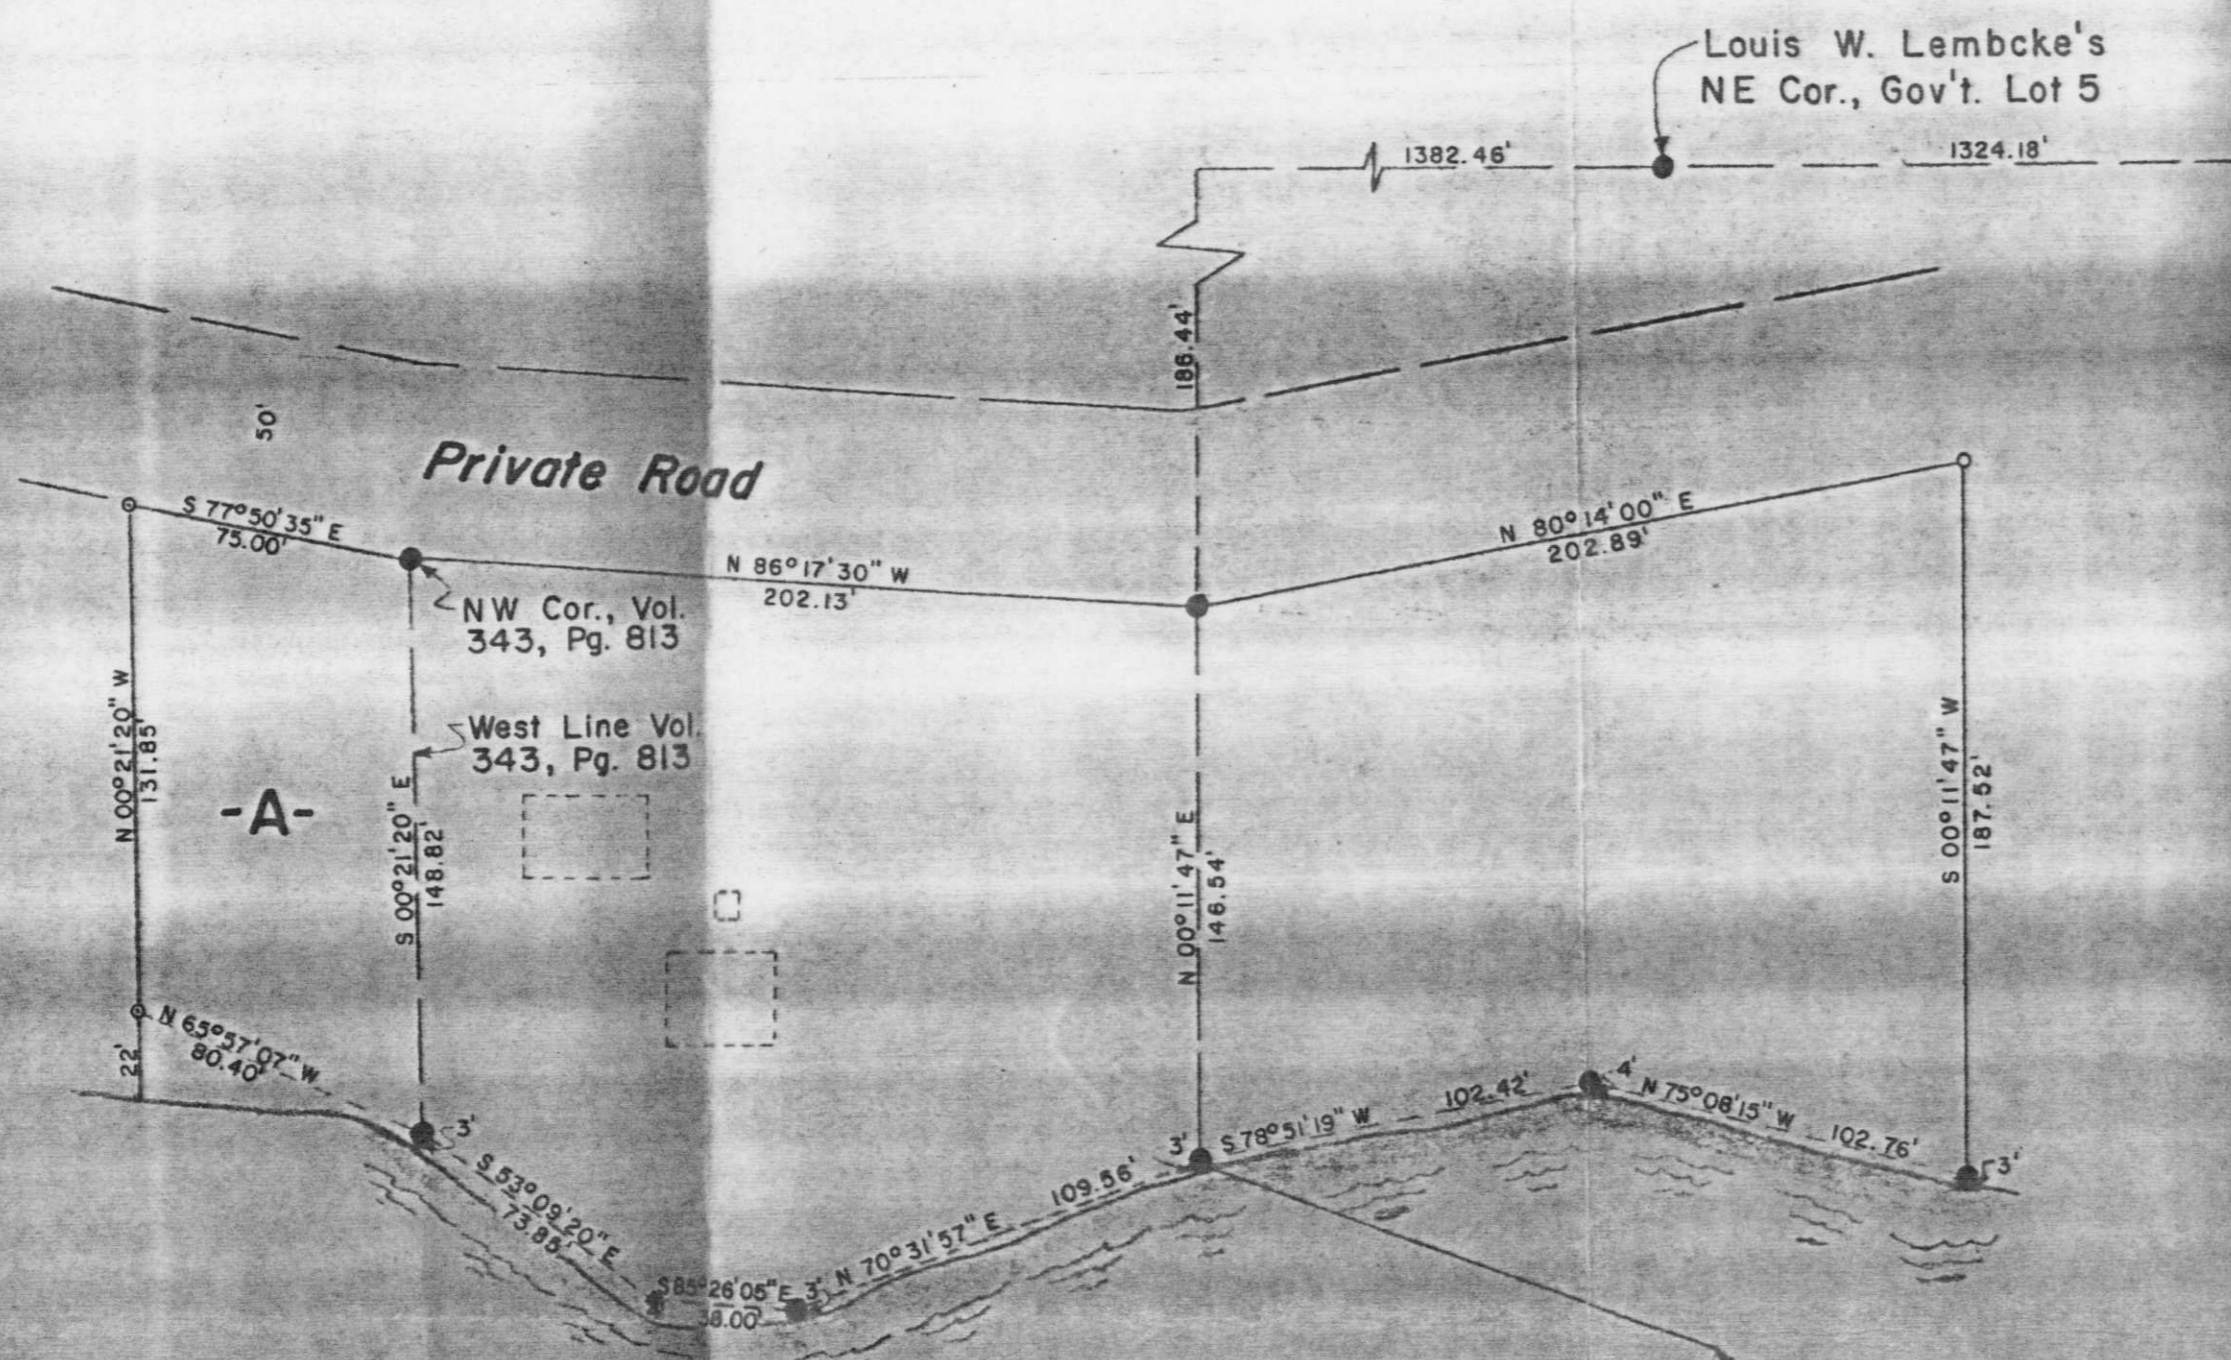 Louis W. Lembcke's
NE Cor., Gov't. Lot 5
1382.46'
1324.18'
186.44'
50'
Private Road
S 77°50'35" E
75.00'
N 86°17'30" W
202.13'
N 80°14'00" E
202.89'
NW Cor., Vol.
343, Pg. 813
West Line Vol.
343, Pg. 813
N 00°21'20" W
131.85'
-A-
S 00°21'20" E
148.82'
N 00°11'47" E
146.54'
S 00°11'47" W
187.52'
N 65°57'07" W
80.40'
22'
3'
S 53°09'20" E
73.85'
S 85°26'05" E
38.00'
3'
N 70°31'57" E
109.56'
3'
S 78°51'19" W
102.42'
4'
N 75°08'15" W
102.76'
3'